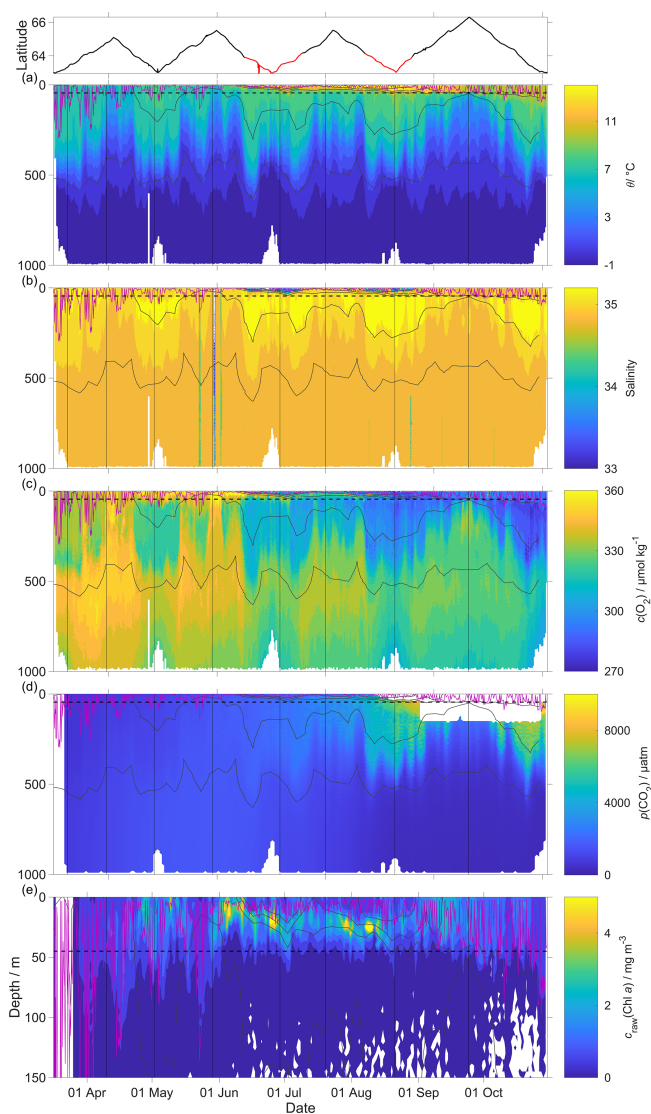 66
64
Latitude
(a)
0
500
1000
11
7
3
-1
θ/ °C
(b)
0
500
1000
35
34
33
Salinity
(c)
0
500
1000
360
330
300
270
c(O₂) / μmol kg⁻¹
(d)
0
500
1000
8000
4000
0
p(CO₂)/ μatm
(e)
0
50
100
150
Depth / m
4
2
0
c_raw(Chl a) / mg m⁻³
01 Apr 01 May 01 Jun 01 Jul 01 Aug 01 Sep 01 Oct
Date